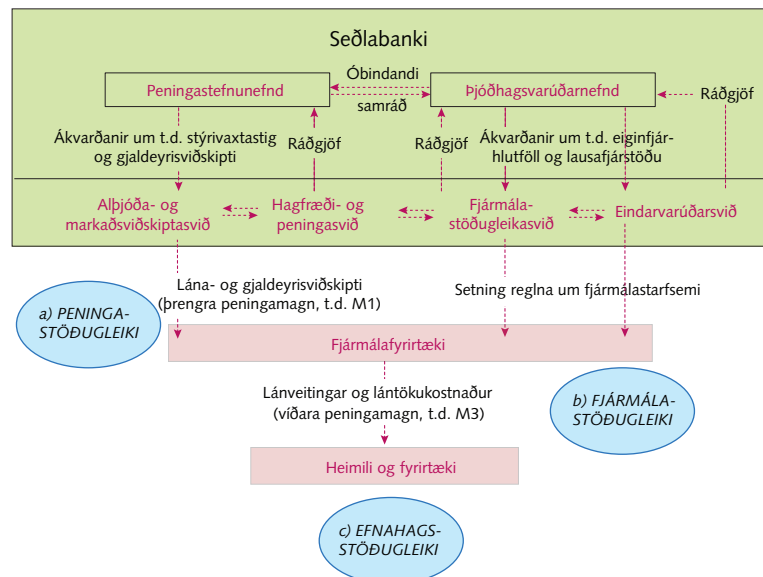 Seðlabanki
Peningastefnunefnd
Óbindandi
samráð
Þjóðhagsvarúðarnefnd
Ráðgjöf
Ákvarðanir um t.d. stýrivaxtastig
og gjaldeyrisviðskipti
Ráðgjöf
Ráðgjöf
Ákvarðanir um t.d. eiginfjár-
hlutföll og lausafjárstöðu
Alþjóða- og
markaðsviðskiptasvið
Hagfræði- og
peningasvið
Fjármála-
stöðugleikasvið
Eindarvarúðarsvið
a) PENINGA-
STÖÐUGLEIKI
Lána- og gjaldeyrisviðskipti
(þrengra peningamagn, t.d. M1)
Setning reglna um fjármálastarfsemi
Fjármálafyrirtæki
Lánveitingar og lántökukostnaður
(víðara peningamagn, t.d. M3)
b) FJÁRMÁLA-
STÖÐUGLEIKI
Heimili og fyrirtæki
c) EFNAHAGS-
STÖÐUGLEIKI